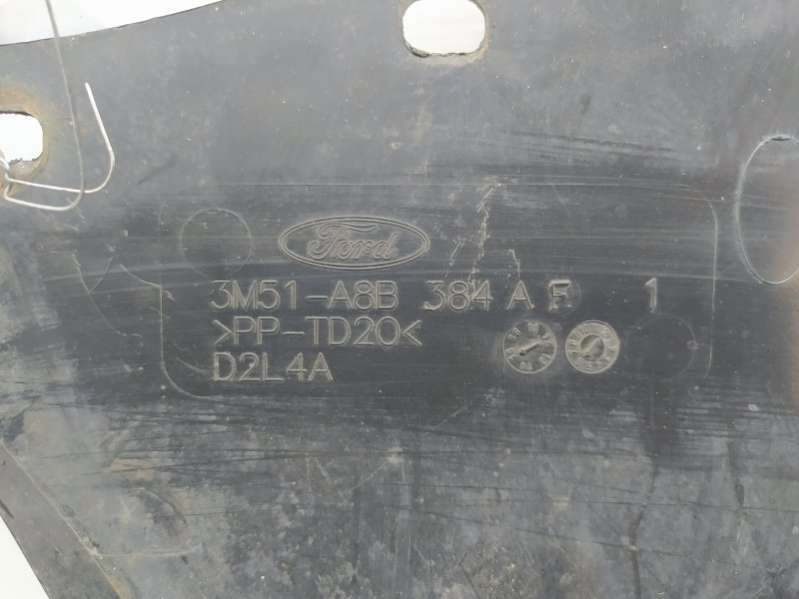 Ford
3M51-A8B 384 A F 1
>PP-TD20<
D2L4A